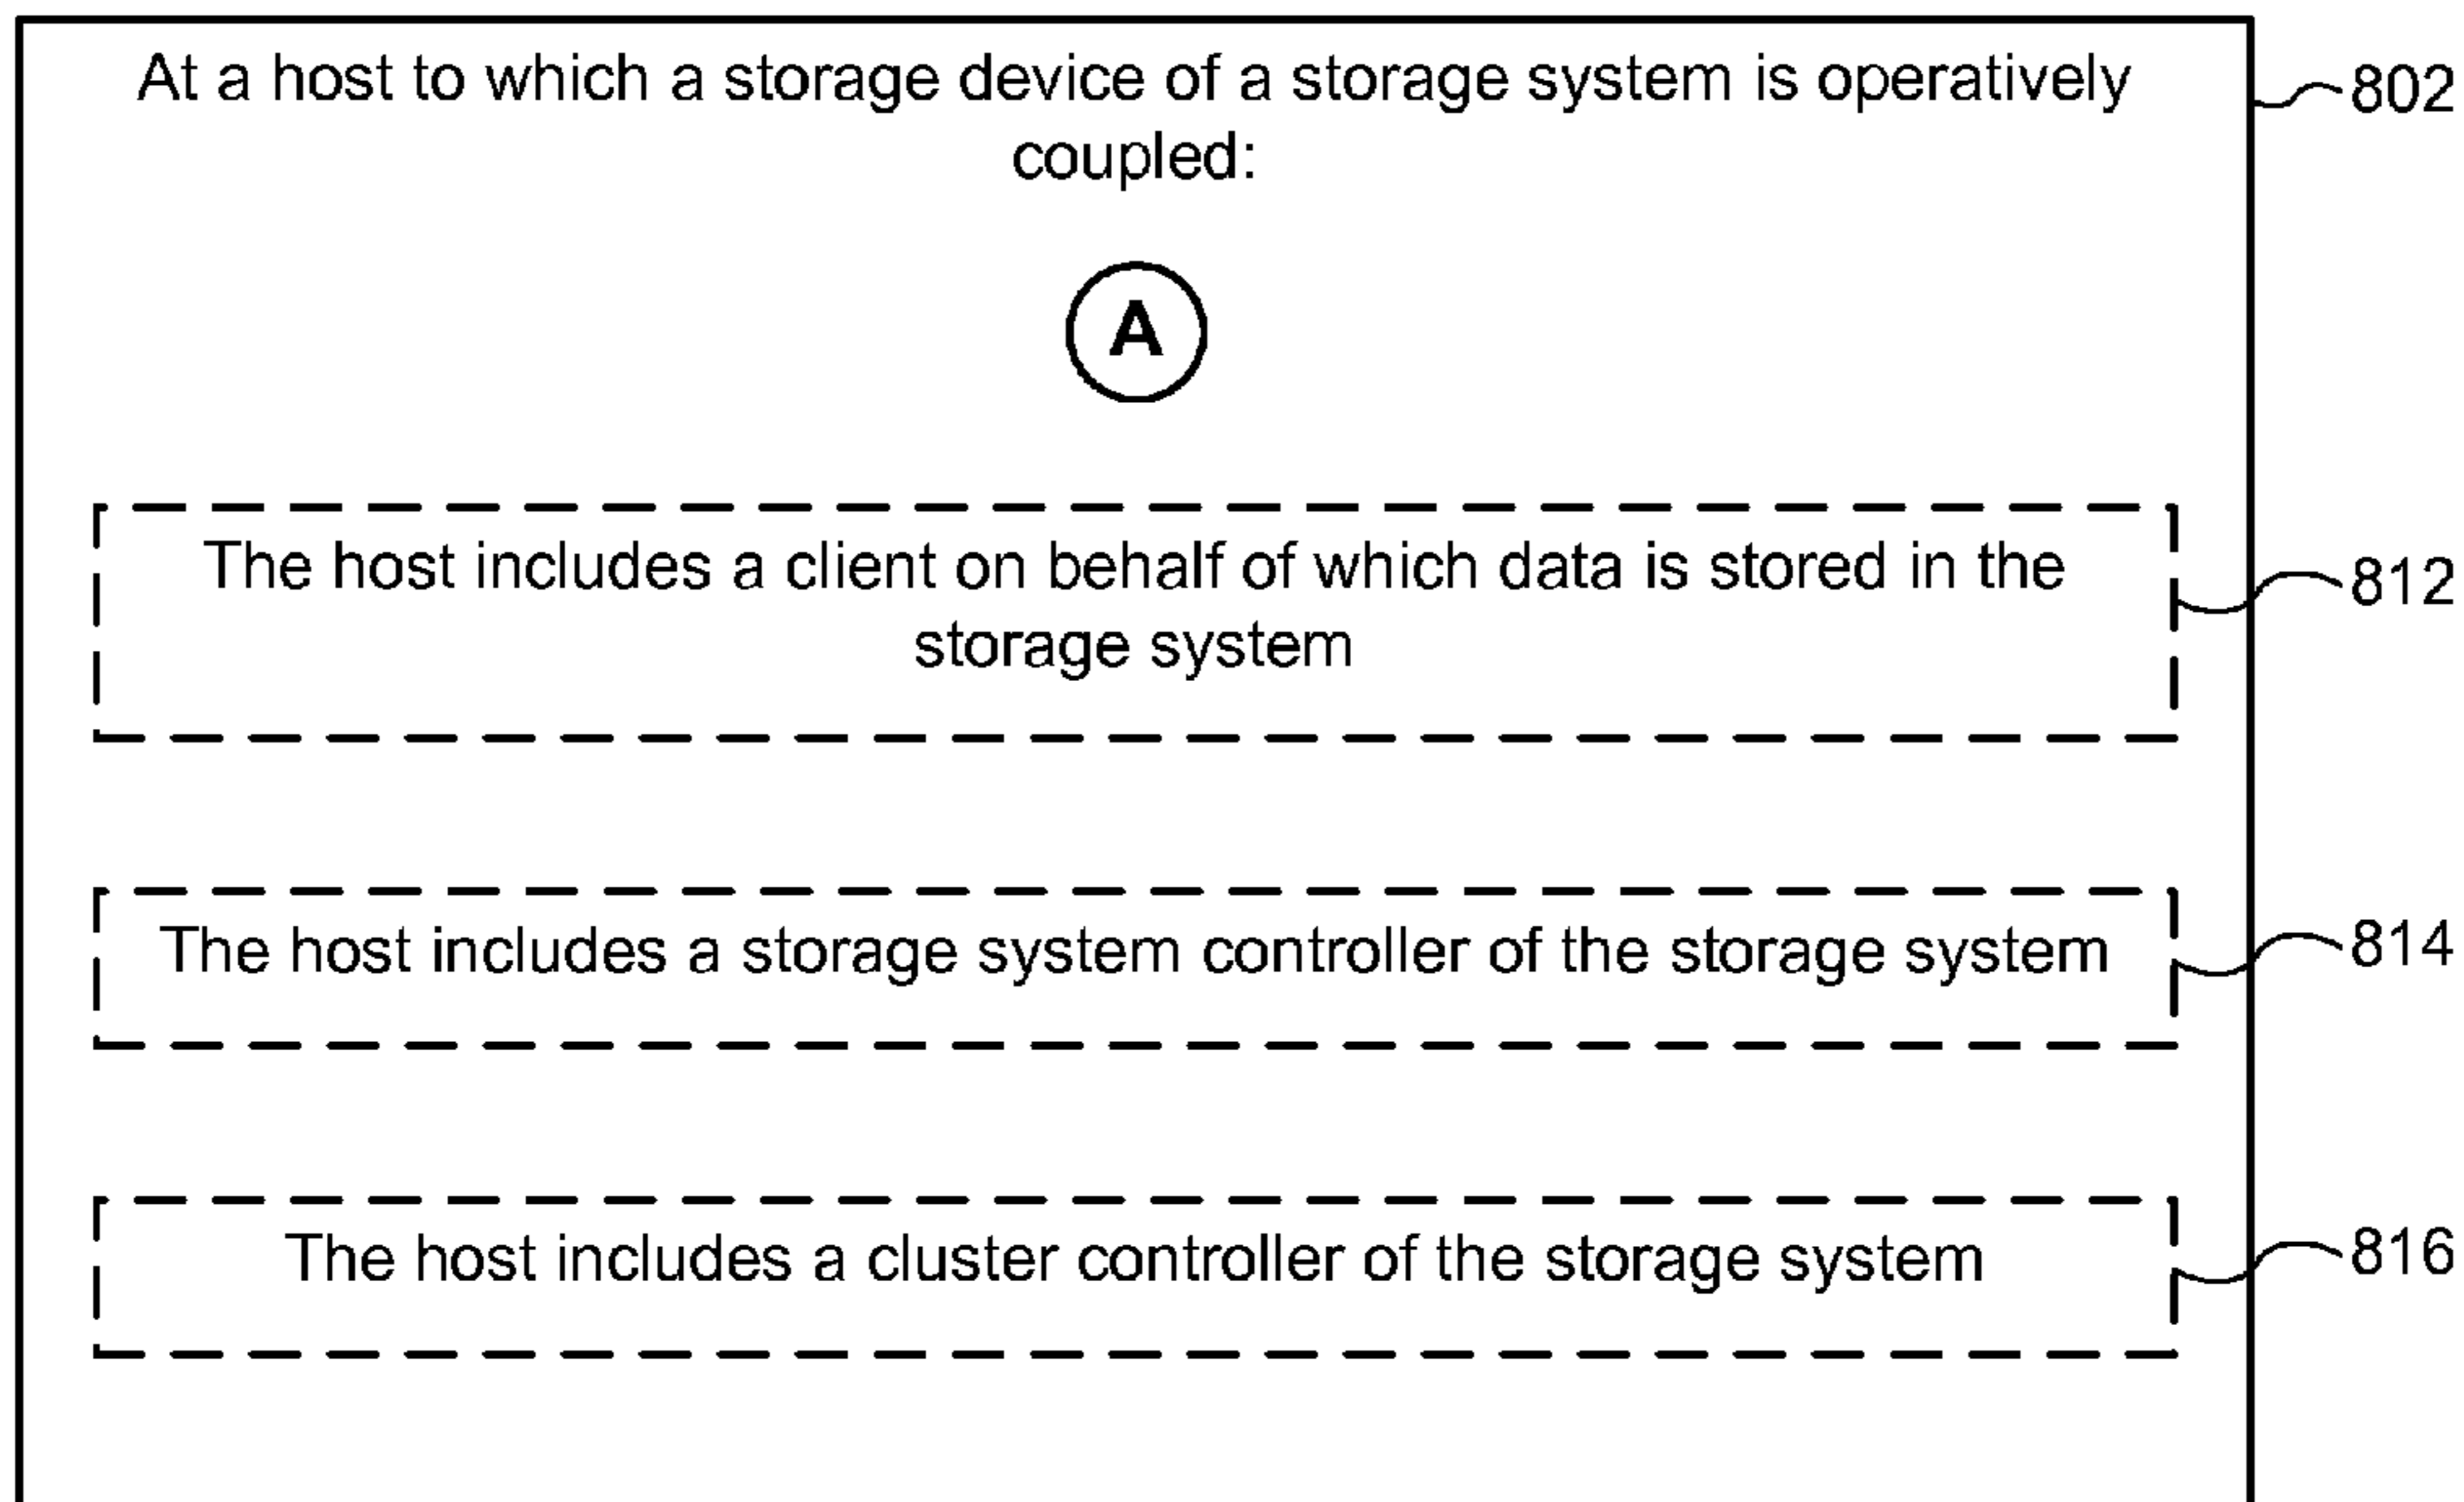 At a host to which a storage device of a storage system is operatively
coupled:
802
A
The host includes a client on behalf of which data is stored in the
storage system
812
The host includes a storage system controller of the storage system
814
The host includes a cluster controller of the storage system
816